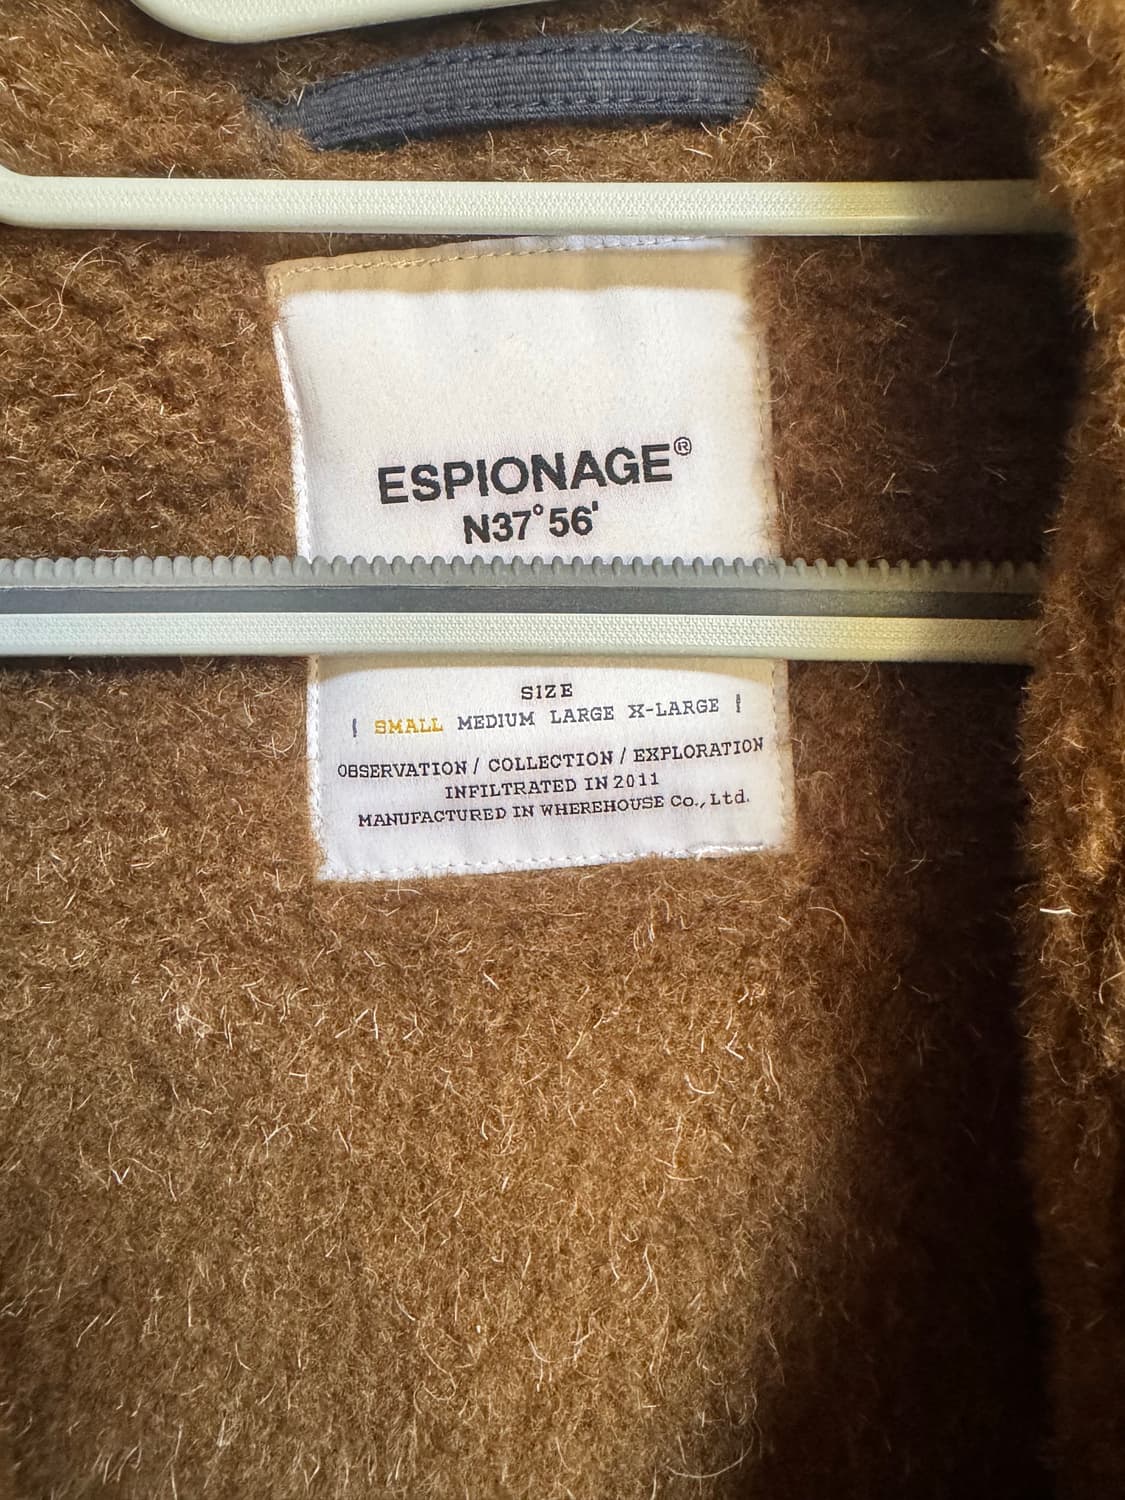 ESPIONAGE®
N37°56'
SIZE
[ SMALL MEDIUM LARGE X-LARGE ]
OBSERVATION / COLLECTION / EXPLORATION
INFILTRATED IN 2011
MANUFACTURED IN WHEREHOUSE Co., Ltd.